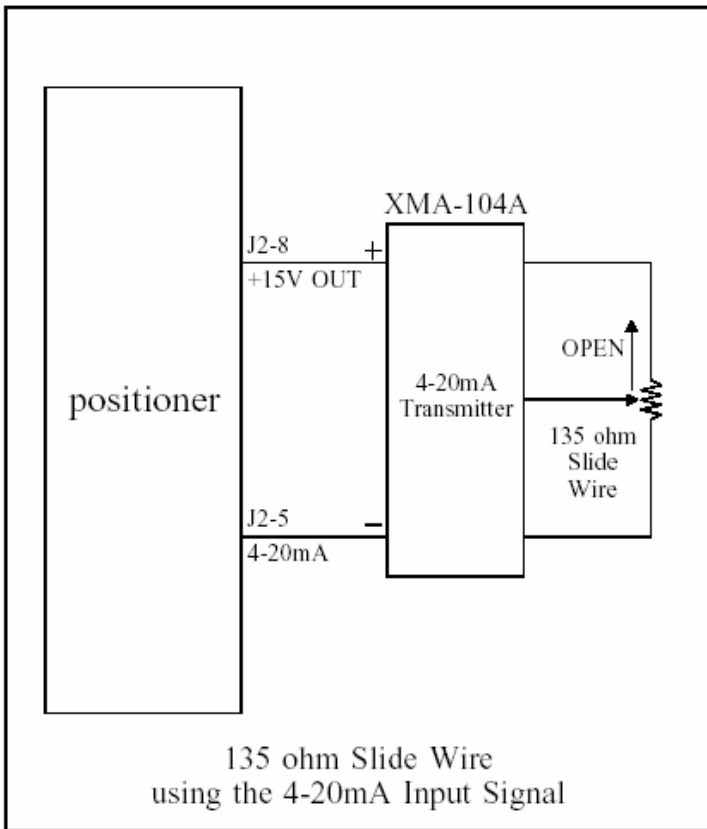 XMA-104A
J2-8
+
+15V OUT
OPEN
positioner
4-20mA
Transmitter
135 ohm
Slide
Wire
J2-5
−
4-20mA
135 ohm Slide Wire
using the 4-20mA Input Signal